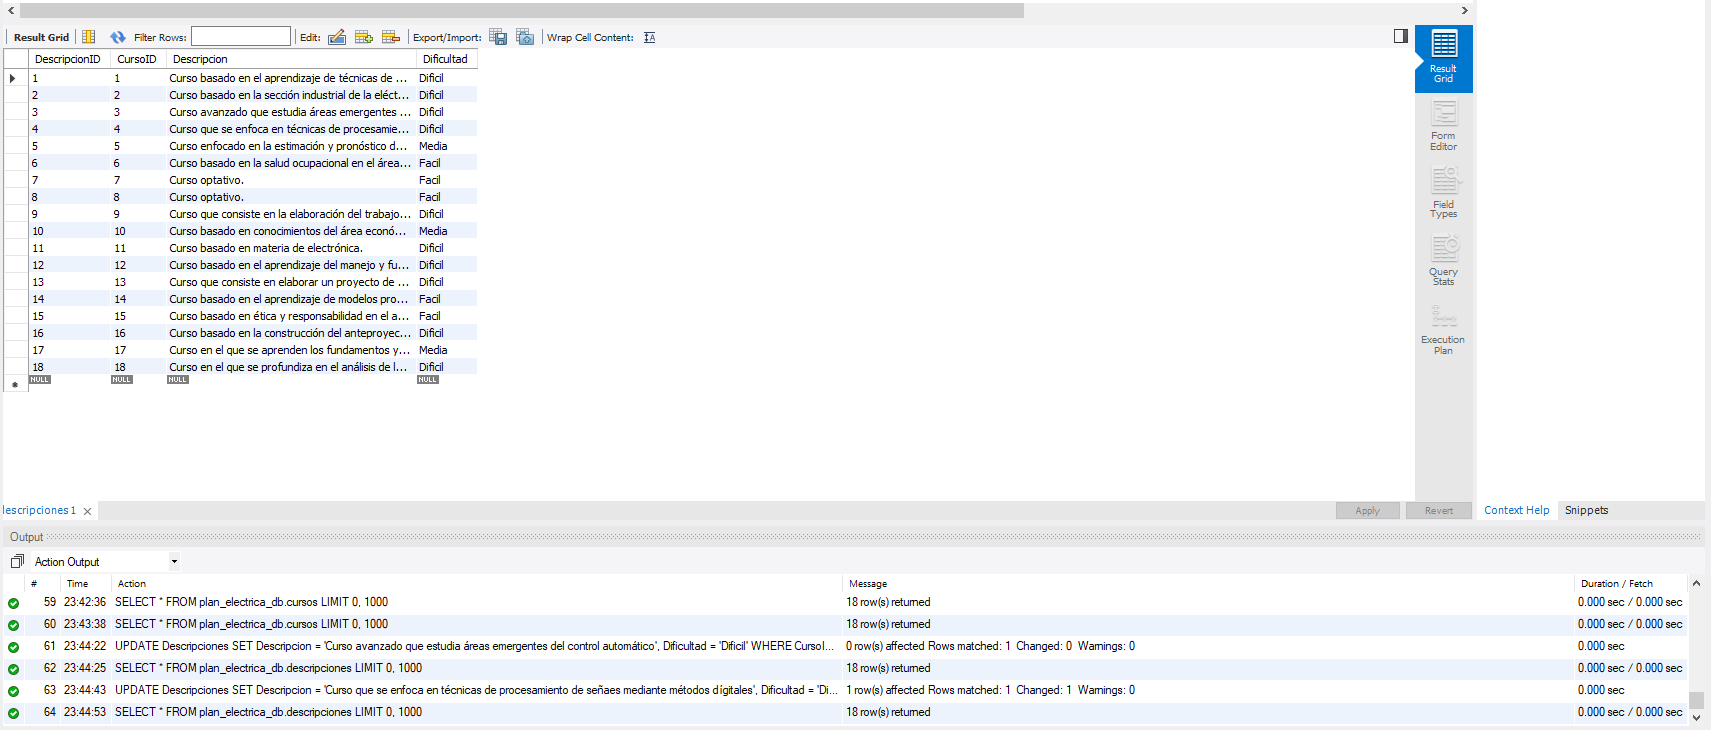 Result Grid Filter Rows: Edit: Export/Import: Wrap Cell Content:
DescripcionID CursoID Descripcion Dificultad
1 1 Curso basado en el aprendizaje de técnicas de ... Dificil
2 2 Curso basado en la sección industrial de la eléct... Dificil
3 3 Curso avanzado que estudia áreas emergentes ... Dificil
4 4 Curso que se enfoca en técnicas de procesamie... Dificil
5 5 Curso enfocado en la estimación y pronóstico d... Media
6 6 Curso basado en la salud ocupacional en el área... Facil
7 7 Curso optativo. Facil
8 8 Curso optativo. Facil
9 9 Curso que consiste en la elaboración del trabajo... Dificil
10 10 Curso basado en conocimientos del área econó... Media
11 11 Curso basado en materia de electrónica. Dificil
12 12 Curso basado en el aprendizaje del manejo y fu... Dificil
13 13 Curso que consiste en elaborar un proyecto de ... Dificil
14 14 Curso basado en el aprendizaje de modelos pro... Facil
15 15 Curso basado en ética y responsabilidad en el a... Facil
16 16 Curso basado en la construcción del anteproyec... Dificil
17 17 Curso en el que se aprenden los fundamentos y... Media
18 18 Curso en el que se profundiza en el análisis de l... Dificil
NULL NULL NULL NULL
Result
Grid
Form
Editor
Field
Types
Query
Stats
Execution
Plan
descripciones 1 Apply Revert Context Help Snippets
Output
Action Output
# Time Action Message Duration / Fetch
59 23:42:36 SELECT * FROM plan_electrica_db.cursos LIMIT 0, 1000 18 row(s) returned 0.000 sec / 0.000 sec
60 23:43:38 SELECT * FROM plan_electrica_db.cursos LIMIT 0, 1000 18 row(s) returned 0.000 sec / 0.000 sec
61 23:44:22 UPDATE Descripciones SET Descripcion = 'Curso avanzado que estudia áreas emergentes del control automático', Dificultad = 'Dificil' WHERE CursoI... 0 row(s) affected Rows matched: 1 Changed: 0 Warnings: 0 0.000 sec
62 23:44:25 SELECT * FROM plan_electrica_db.descripciones LIMIT 0, 1000 18 row(s) returned 0.000 sec / 0.000 sec
63 23:44:43 UPDATE Descripciones SET Descripcion = 'Curso que se enfoca en técnicas de procesamiento de señaes mediante métodos dígitales', Dificultad = 'Di... 1 row(s) affected Rows matched: 1 Changed: 1 Warnings: 0 0.000 sec
64 23:44:53 SELECT * FROM plan_electrica_db.descripciones LIMIT 0, 1000 18 row(s) returned 0.000 sec / 0.000 sec